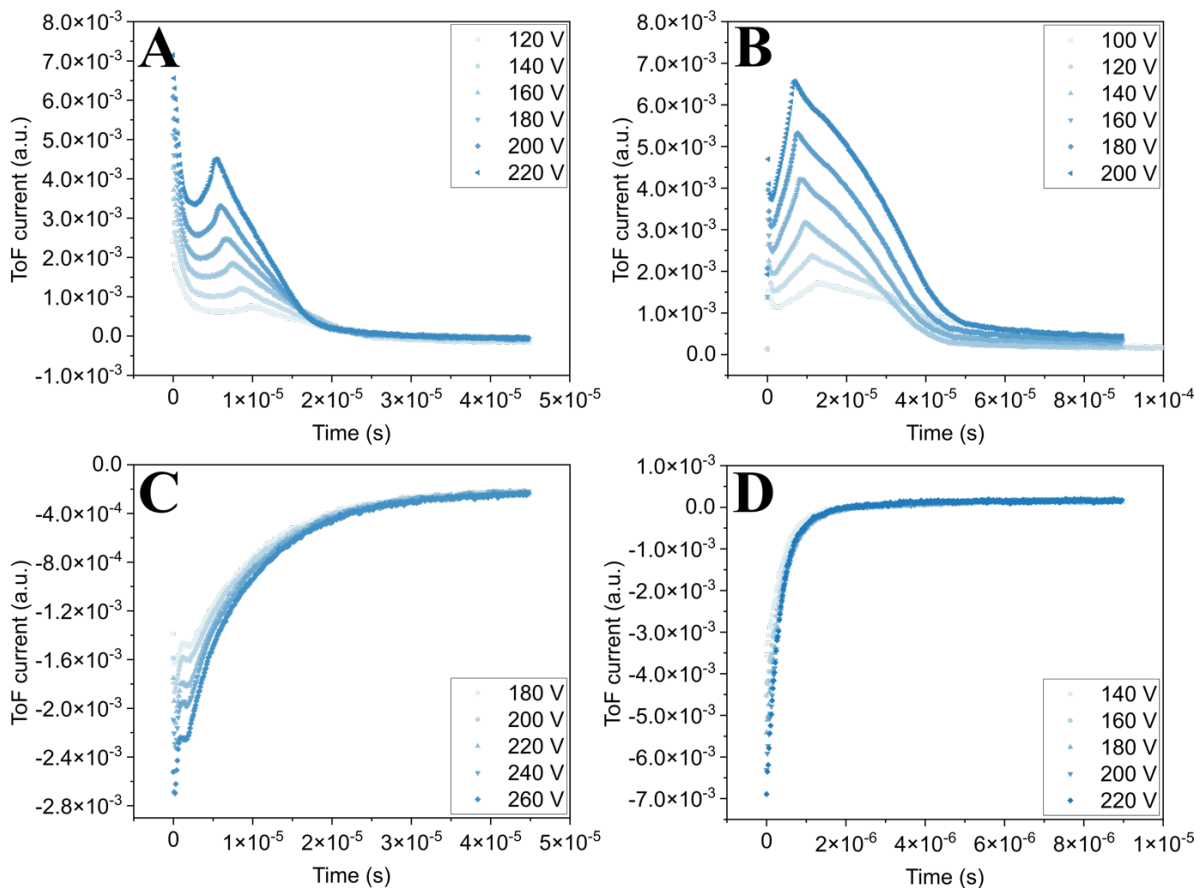 A
ToF current (a.u.)
8.0×10⁻³
7.0×10⁻³
6.0×10⁻³
5.0×10⁻³
4.0×10⁻³
3.0×10⁻³
2.0×10⁻³
1.0×10⁻³
0.0
-1.0×10⁻³
120 V
140 V
160 V
180 V
200 V
220 V
0
1×10⁻⁵
2×10⁻⁵
3×10⁻⁵
4×10⁻⁵
5×10⁻⁵
Time (s)
B
ToF current (a.u.)
8.0×10⁻³
7.0×10⁻³
6.0×10⁻³
5.0×10⁻³
4.0×10⁻³
3.0×10⁻³
2.0×10⁻³
1.0×10⁻³
0.0
100 V
120 V
140 V
160 V
180 V
200 V
0
2×10⁻⁵
4×10⁻⁵
6×10⁻⁵
8×10⁻⁵
1×10⁻⁴
Time (s)
C
ToF current (a.u.)
0.0
-4.0×10⁻⁴
-8.0×10⁻⁴
-1.2×10⁻³
-1.6×10⁻³
-2.0×10⁻³
-2.4×10⁻³
-2.8×10⁻³
180 V
200 V
220 V
240 V
260 V
0
1×10⁻⁵
2×10⁻⁵
3×10⁻⁵
4×10⁻⁵
5×10⁻⁵
Time (s)
D
ToF current (a.u.)
1.0×10⁻³
0.0
-1.0×10⁻³
-2.0×10⁻³
-3.0×10⁻³
-4.0×10⁻³
-5.0×10⁻³
-6.0×10⁻³
-7.0×10⁻³
140 V
160 V
180 V
200 V
220 V
0
2×10⁻⁶
4×10⁻⁶
6×10⁻⁶
8×10⁻⁶
1×10⁻⁵
Time (s)